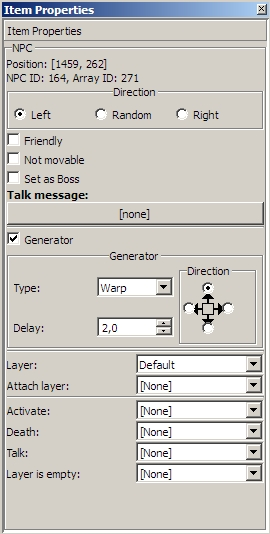 Item Properties
Item Properties
NPC
Position: [1459, 262]
NPC ID: 164, Array ID: 271
Direction
Left Random Right
Friendly
Not movable
Set as Boss
Talk message:
[none]
Generator
Generator
Direction
Type: Warp
Delay: 2,0
Layer: Default
Attach layer: [None]
Activate: [None]
Death: [None]
Talk: [None]
Layer is empty: [None]